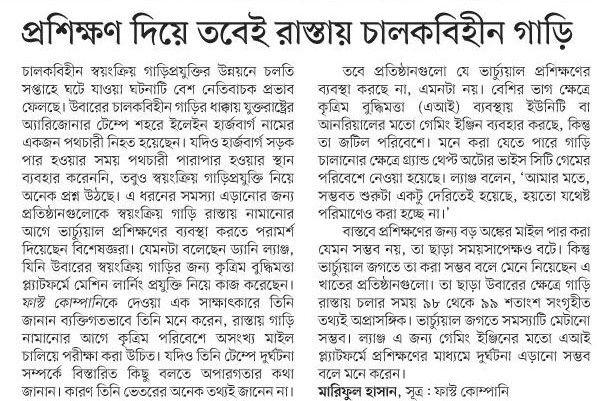 প্রশিক্ষণ দিয়ে তবেই রাস্তায় চালকবিহীন গাড়ি
চালকবিহীন স্বয়ংক্রিয় গাড়িপ্রযুক্তির উন্নয়নে চলতি
সপ্তাহে ঘটে যাওয়া ঘটনাটি বেশ নেতিবাচক প্রভাব
ফেলছে। উবারের চালকবিহীন গাড়ির ধাক্কায় যুক্তরাষ্ট্রের
অ্যারিজোনার টেম্পে শহরে ইলেইন হার্জবার্গ নামের
একজন পথচারী নিহত হয়েছেন। যদিও হার্জবার্গ সড়ক
পার হওয়ার সময় পথচারী পারাপার হওয়ার স্থান
ব্যবহার করেননি, তবুও স্বয়ংক্রিয় গাড়িপ্রযুক্তি নিয়ে
অনেক প্রশ্ন উঠছে। এ ধরনের সমস্যা এড়ানোর জন্য
প্রতিষ্ঠানগুলোকে স্বয়ংক্রিয় গাড়ি রাস্তায় নামানোর
আগে ভার্চ্যুয়াল প্রশিক্ষণের ব্যবস্থা করতে পরামর্শ
দিয়েছেন বিশেষজ্ঞরা। যেমনটা বলেছেন ড্যানি ল্যাঞ্জ,
যিনি উবারের স্বয়ংক্রিয় গাড়ির জন্য কৃত্রিম বুদ্ধিমত্তা
প্ল্যাটফর্মে মেশিন লার্নিং প্রযুক্তি নিয়ে কাজ করেছেন।
ফাস্ট কোম্পানিকে দেওয়া এক সাক্ষাৎকারে তিনি
জানান ব্যক্তিগতভাবে তিনি মনে করেন, রাস্তায় গাড়ি
নামানোর আগে কৃত্রিম পরিবেশে অসংখ্য মাইল
চালিয়ে পরীক্ষা করা উচিত। যদিও তিনি টেম্পে দুর্ঘটনা
সম্পর্কে বিস্তারিত কিছু বলতে অপারগতার কথা
জানান। কারণ তিনি ভেতরের অনেক তথ্যই জানেন না।
তবে প্রতিষ্ঠানগুলো যে ভার্চ্যুয়াল প্রশিক্ষণের
ব্যবস্থা করছে না, এমনটা নয়। বেশির ভাগ ক্ষেত্রে
কৃত্রিম বুদ্ধিমত্তা (এআই) ব্যবস্থায় ইউনিটি বা
আনরিয়ালের মতো গেমিং ইঞ্জিন ব্যবহার করছে, কিন্তু
তা জটিল পরিবেশে। মনে করা যেতে পারে গাড়ি
চালানোর ক্ষেত্রে গ্র্যান্ড থেপ্ট অটোর ভাইস সিটি গেমের
পরিবেশে নেওয়া হয়েছে। ল্যাঞ্জ বলেন, ‘আমার মতে,
সম্ভবত শুরুটা একটু দেরিতেই হয়েছে, হয়তো যথেষ্ট
পরিমাণেও করা হচ্ছে না।’
বাস্তবে প্রশিক্ষণের জন্য বড় অঙ্কের মাইল পার করা
যেমন সম্ভব নয়, তা ছাড়া সময়সাপেক্ষও বটে। কিন্তু
ভার্চ্যুয়াল জগতে তা করা সম্ভব বলে মেনে নিয়েছেন এ
খাতের প্রতিষ্ঠানগুলো। তা ছাড়া উবারের ক্ষেত্রে গাড়ি
রাস্তায় চলার সময় ৯৮ থেকে ৯৯ শতাংশ সংগৃহীত
তথ্যই অপ্রাসঙ্গিক। ভার্চ্যুয়াল জগতে সমস্যাটি মেটানো
সম্ভব। ল্যাঞ্জ এ জন্য গেমিং ইঞ্জিনের মতো এআই
প্ল্যাটফর্মে প্রশিক্ষণের মাধ্যমে দুর্ঘটনা এড়ানো সম্ভব
বলে মনে করেন।
মারিফুল হাসান, সূত্র : ফাস্ট কোম্পানি